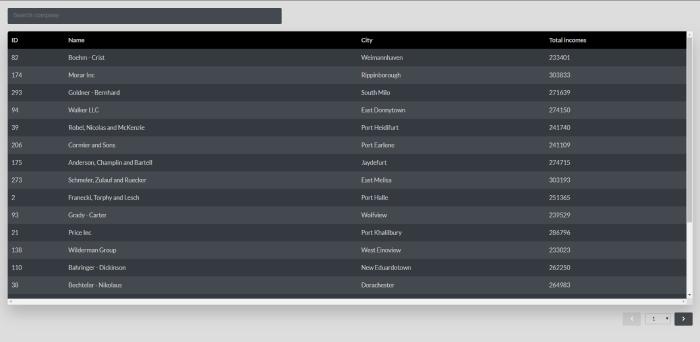 Search company
ID Name City Total incomes
82 Boehm - Crist Weimannhaven 233401
174 Morar Inc Rippinborough 303833
293 Goldner - Bernhard South Milo 271639
94 Walker LLC East Donnytown 274150
39 Robel, Nicolas and McKenzie Port Heidifurt 241740
206 Cormier and Sons Port Earlene 241109
175 Anderson, Champlin and Bartell Jaydefurt 274715
273 Schmeler, Zulauf and Ruecker East Melisa 303193
2 Franecki, Torphy and Lesch Port Halle 251365
93 Grady - Carter Wolfview 239529
21 Price Inc Port Khalilbury 286796
138 Wilderman Group West Einoview 233023
110 Bahringer - Dickinson New Eduardotown 262250
38 Bechtelar - Nikolaus Dorachester 264983
1